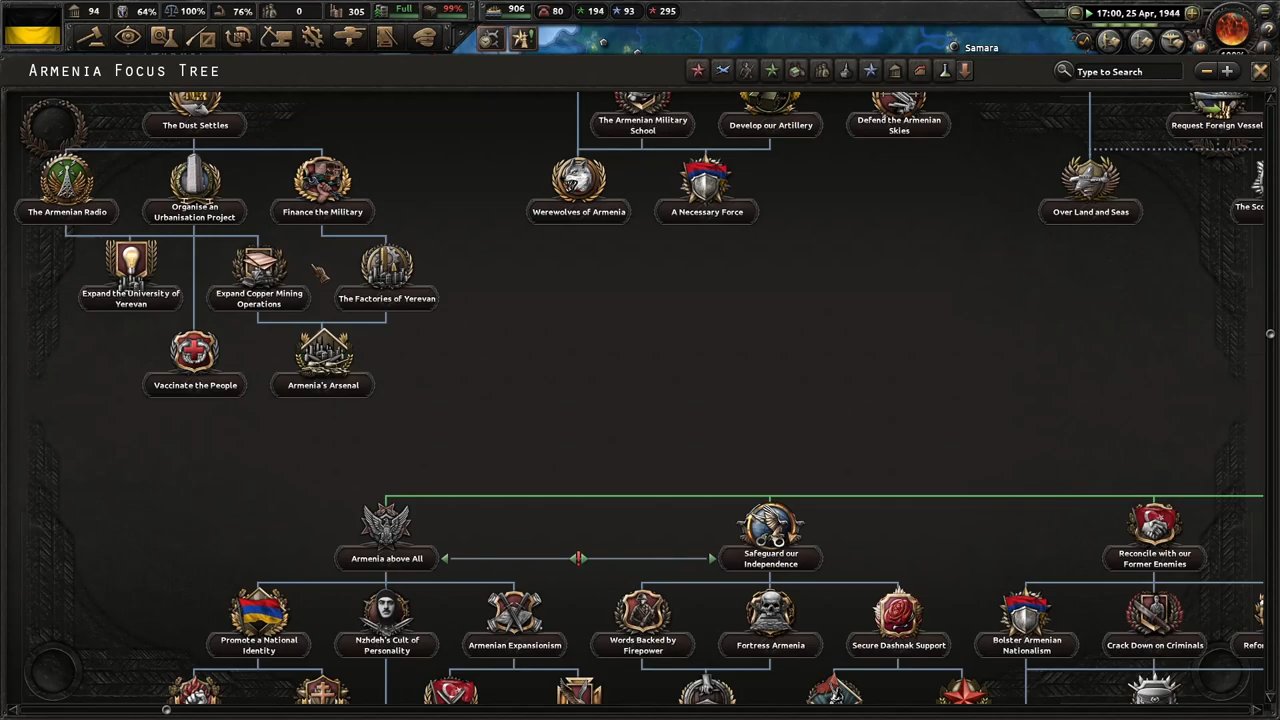 94
64%
100%
76%
0
305
Full
99%
906
80
194
93
295
17:00, 25 Apr, 1944
Samara
100%
ARMENIA FOCUS TREE
Type to Search
The Dust Settles
The Armenian Military
School
Develop our Artillery
Defend the Armenian
Skies
Request Foreign Vessel
The Armenian Radio
Organise an
Urbanisation Project
Finance the Military
Werewolves of Armenia
A Necessary Force
Over Land and Seas
Expand the University of
Yerevan
Expand Copper Mining
Operations
The Factories of Yerevan
Vaccinate the People
Armenia's Arsenal
Armenia above All
Safeguard our
Independence
Reconcile with our
Former Enemies
Promote a National
Identity
Nzhdeh's Cult of
Personality
Armenian Expansionism
Words Backed by
Firepower
Fortress Armenia
Secure Dashnak Support
Bolster Armenian
Nationalism
Crack Down on Criminals